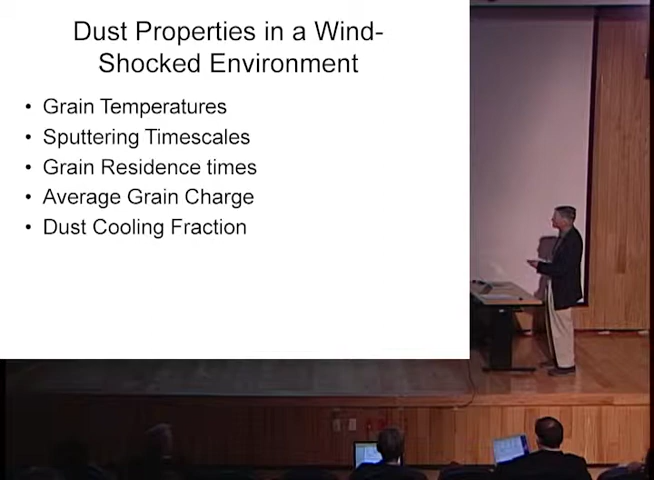 Dust Properties in a Wind-
Shocked Environment
• Grain Temperatures
• Sputtering Timescales
• Grain Residence times
• Average Grain Charge
• Dust Cooling Fraction